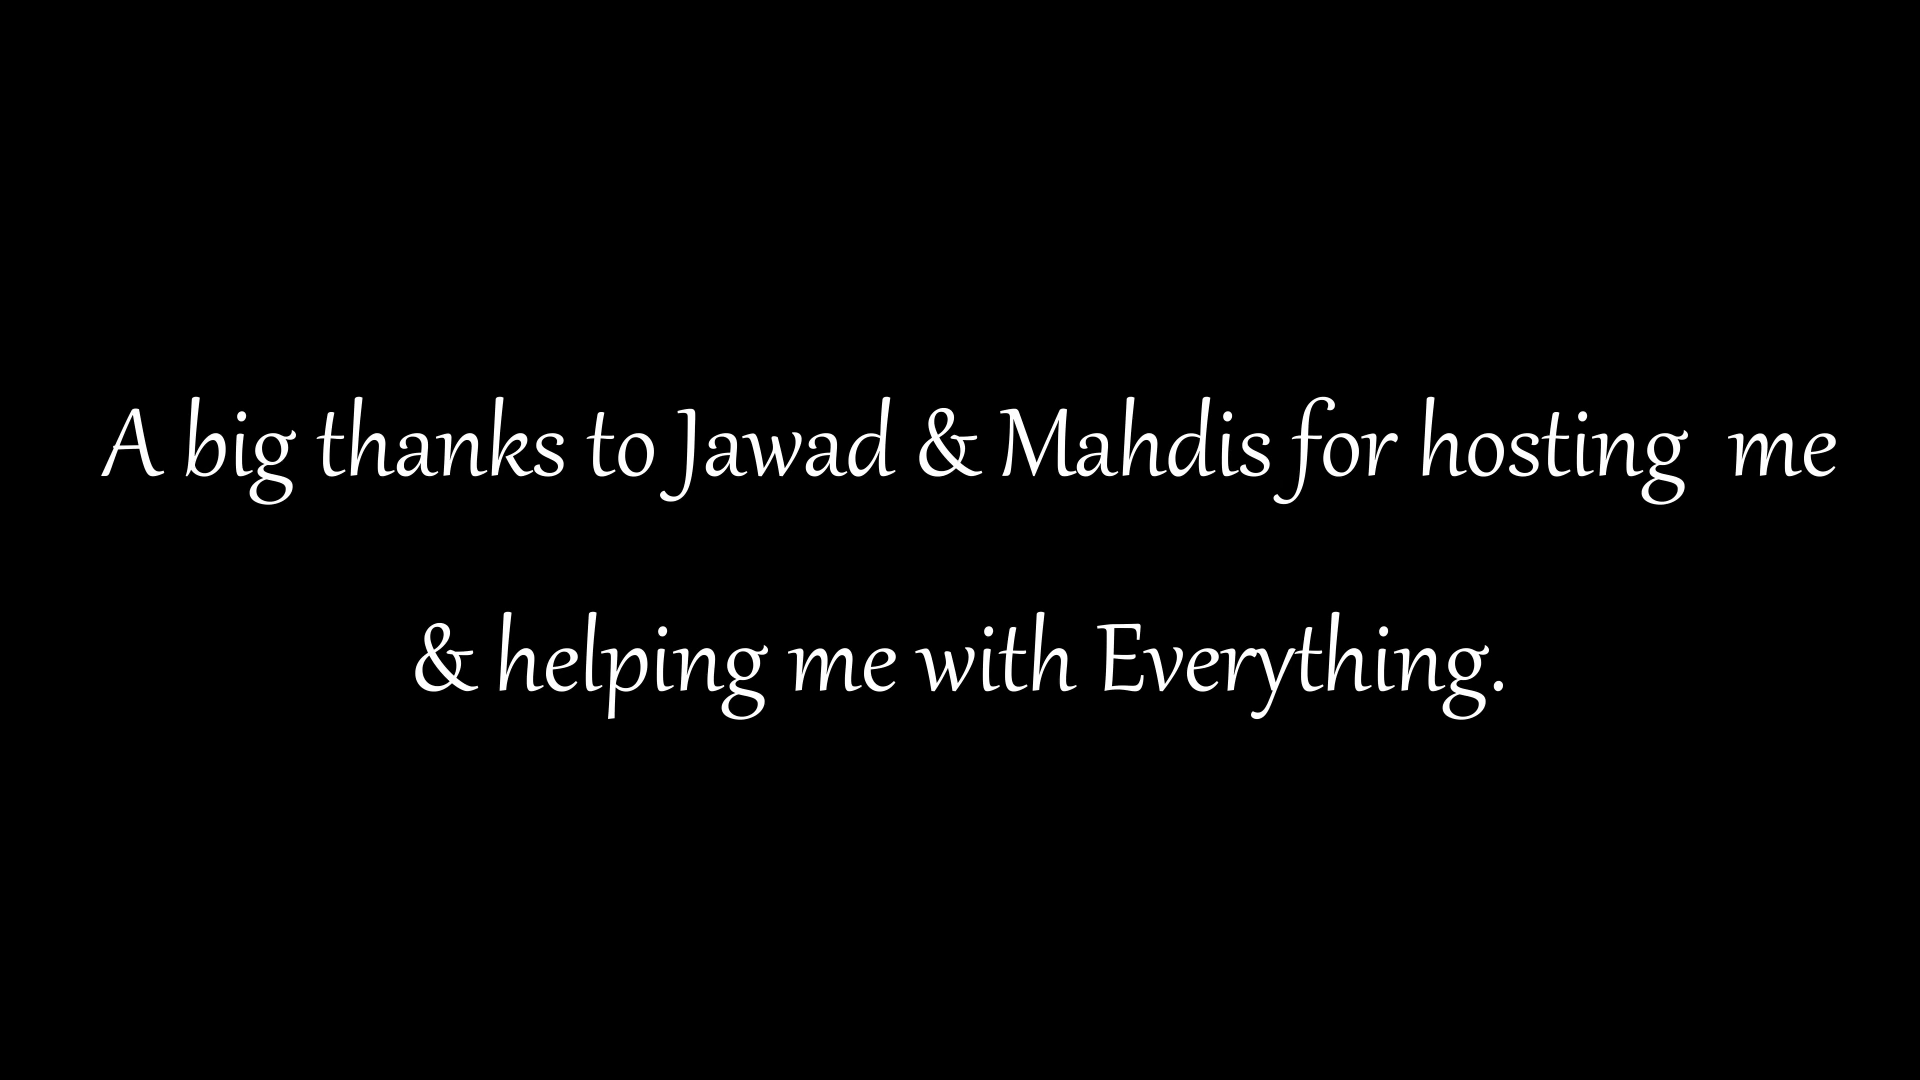 A big thanks to Jawad & Mahdis for hosting  me
& helping me with Everything.